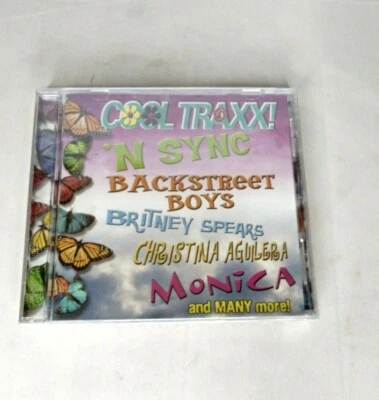 COOL TRAXX!
'N SYNC
BACKSTREET
BOYS
BRITNEY SPEARS
CHRISTINA AGUILERA
MONICA
and MANY more!